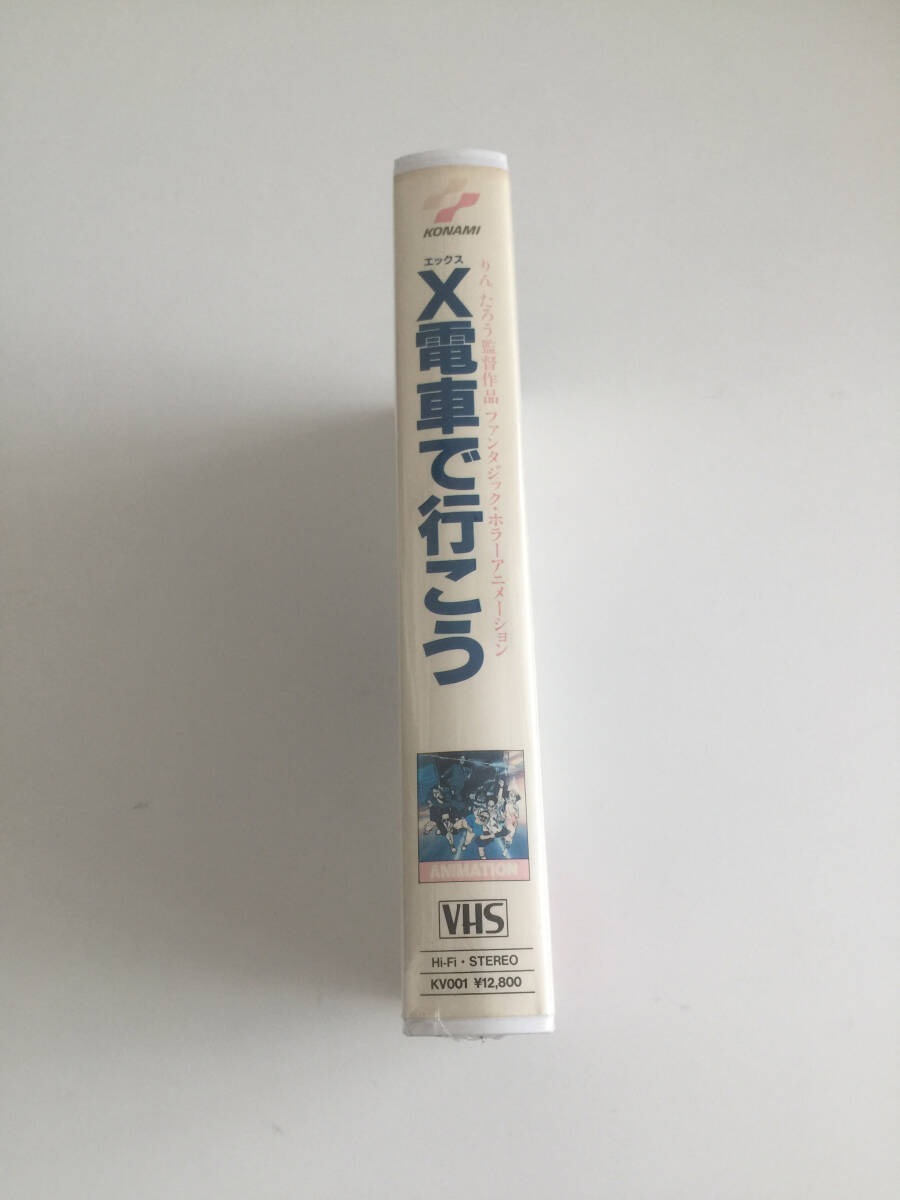 KONAMI
エックス
X電車で行こう
りんたろう監督作品 ファンタジック・ホラーアニメーション
ANIMATION
VHS
Hi-Fi・STEREO
KV001 ¥12,800